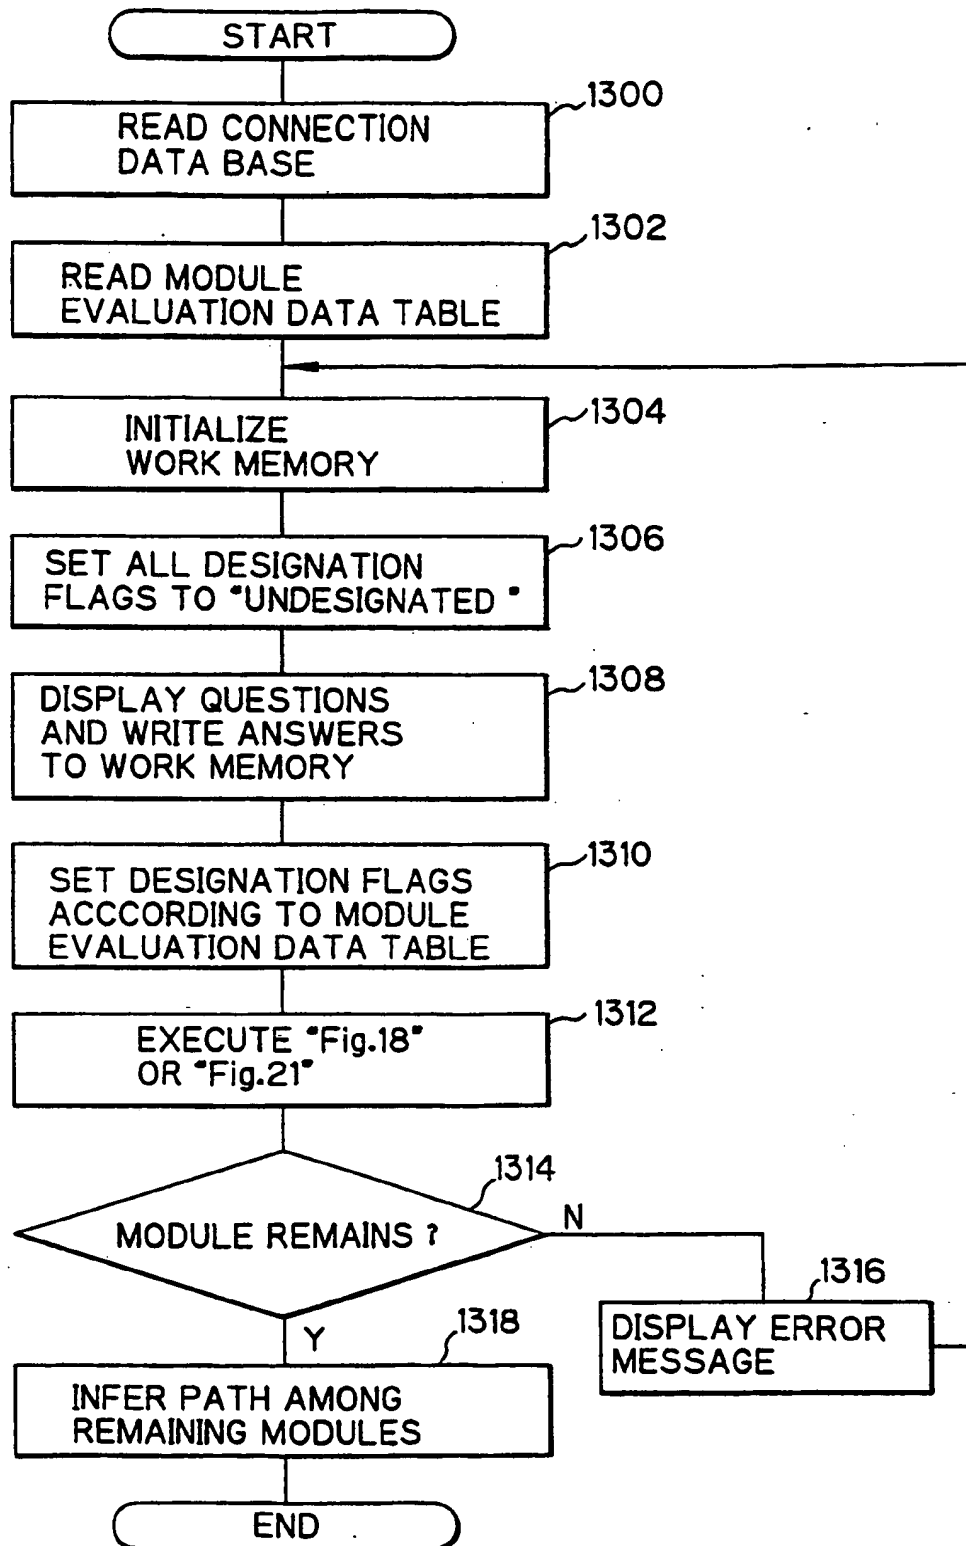 START
1300
READ CONNECTION
DATA BASE
1302
READ MODULE
EVALUATION DATA TABLE
1304
INITIALIZE
WORK MEMORY
1306
SET ALL DESIGNATION
FLAGS TO "UNDESIGNATED "
1308
DISPLAY QUESTIONS
AND WRITE ANSWERS
TO WORK MEMORY
1310
SET DESIGNATION FLAGS
ACCCORDING TO MODULE
EVALUATION DATA TABLE
1312
EXECUTE "Fig.18"
OR "Fig.21"
1314
MODULE REMAINS ?
N
1316
DISPLAY ERROR
MESSAGE
Y
1318
INFER PATH AMONG
REMAINING MODULES
END